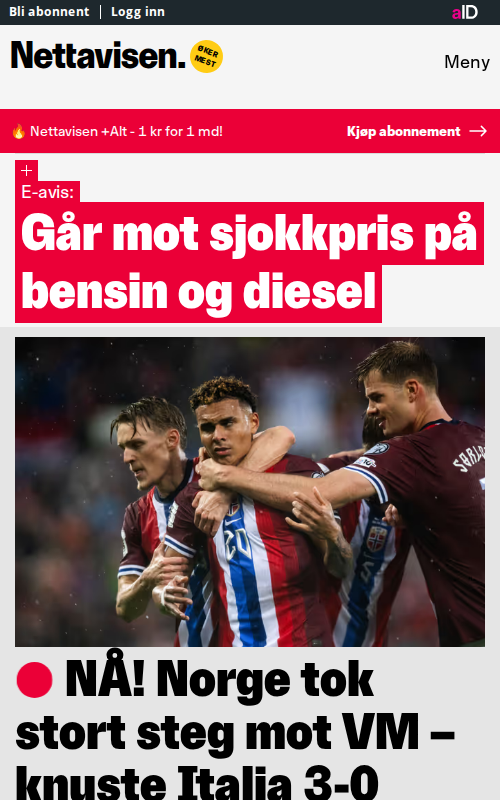 Bli abonnent | Logg inn
aID
Nettavisen.
ØKER
MEST
Meny
Nettavisen +Alt - 1 kr for 1 md!
Kjøp abonnement
+
E-avis:
Går mot sjokkpris på
bensin og diesel
20
NÅ! Norge tok
stort steg mot VM –
knuste Italia 3-0